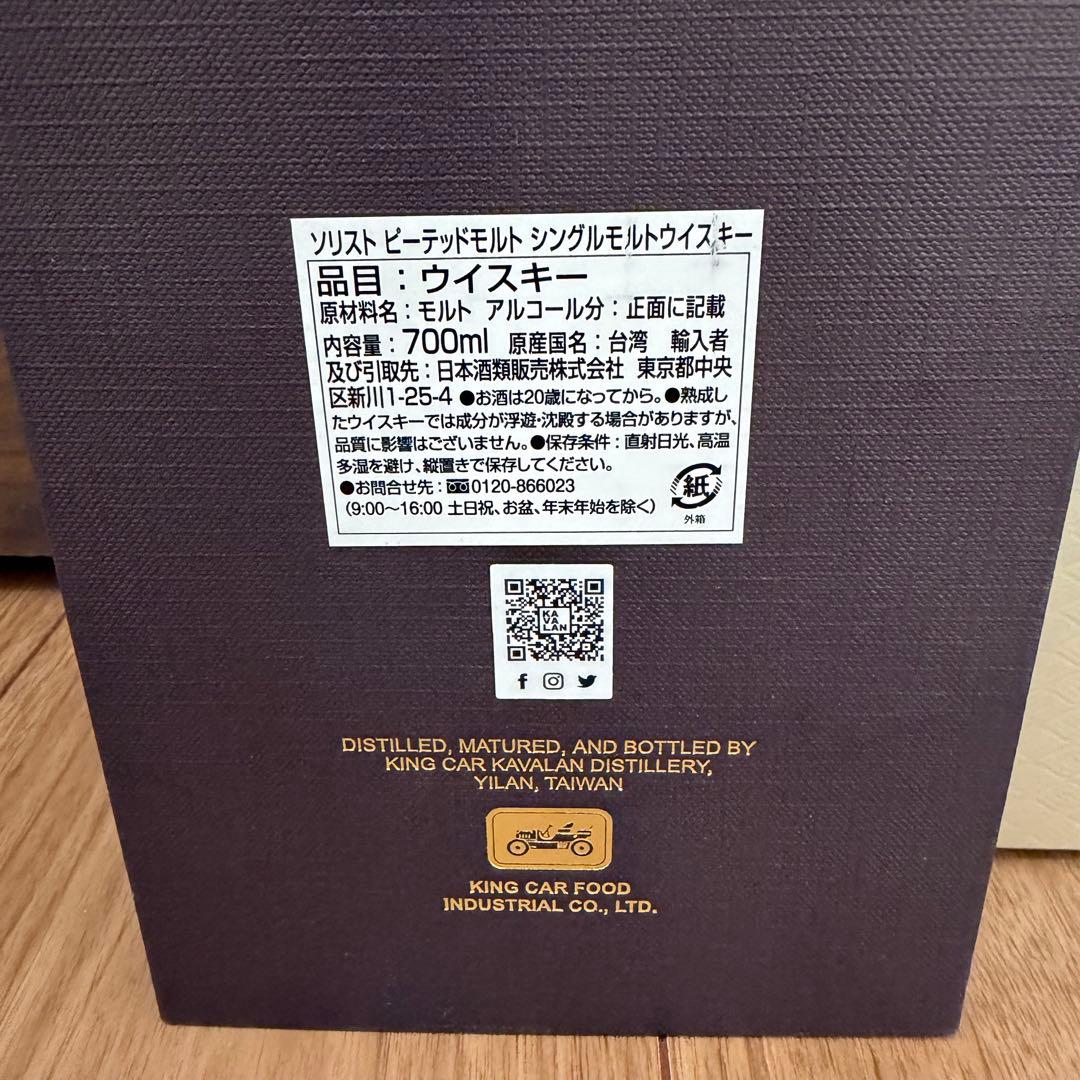 ソリスト ピーテッドモルト シングルモルトウイスキー
品目：ウイスキー
原材料名：モルト アルコール分：正面に記載
内容量：700ml 原産国名：台湾 輸入者
及び引取先：日本酒類販売株式会社 東京都中央
区新川1-25-4 ●お酒は20歳になってから。●熟成し
たウイスキーでは成分が浮遊・沈殿する場合がありますが、
品質に影響はございません。●保存条件：直射日光、高温
多湿を避け、縦置きで保存してください。
●お問合せ先：0120-866023
(9:00～16:00 土日祝、お盆、年末年始を除く)
紙
外箱
KA
VA
LAN
DISTILLED, MATURED, AND BOTTLED BY
KING CAR KAVALAN DISTILLERY,
YILAN, TAIWAN
KING CAR FOOD
INDUSTRIAL CO., LTD.